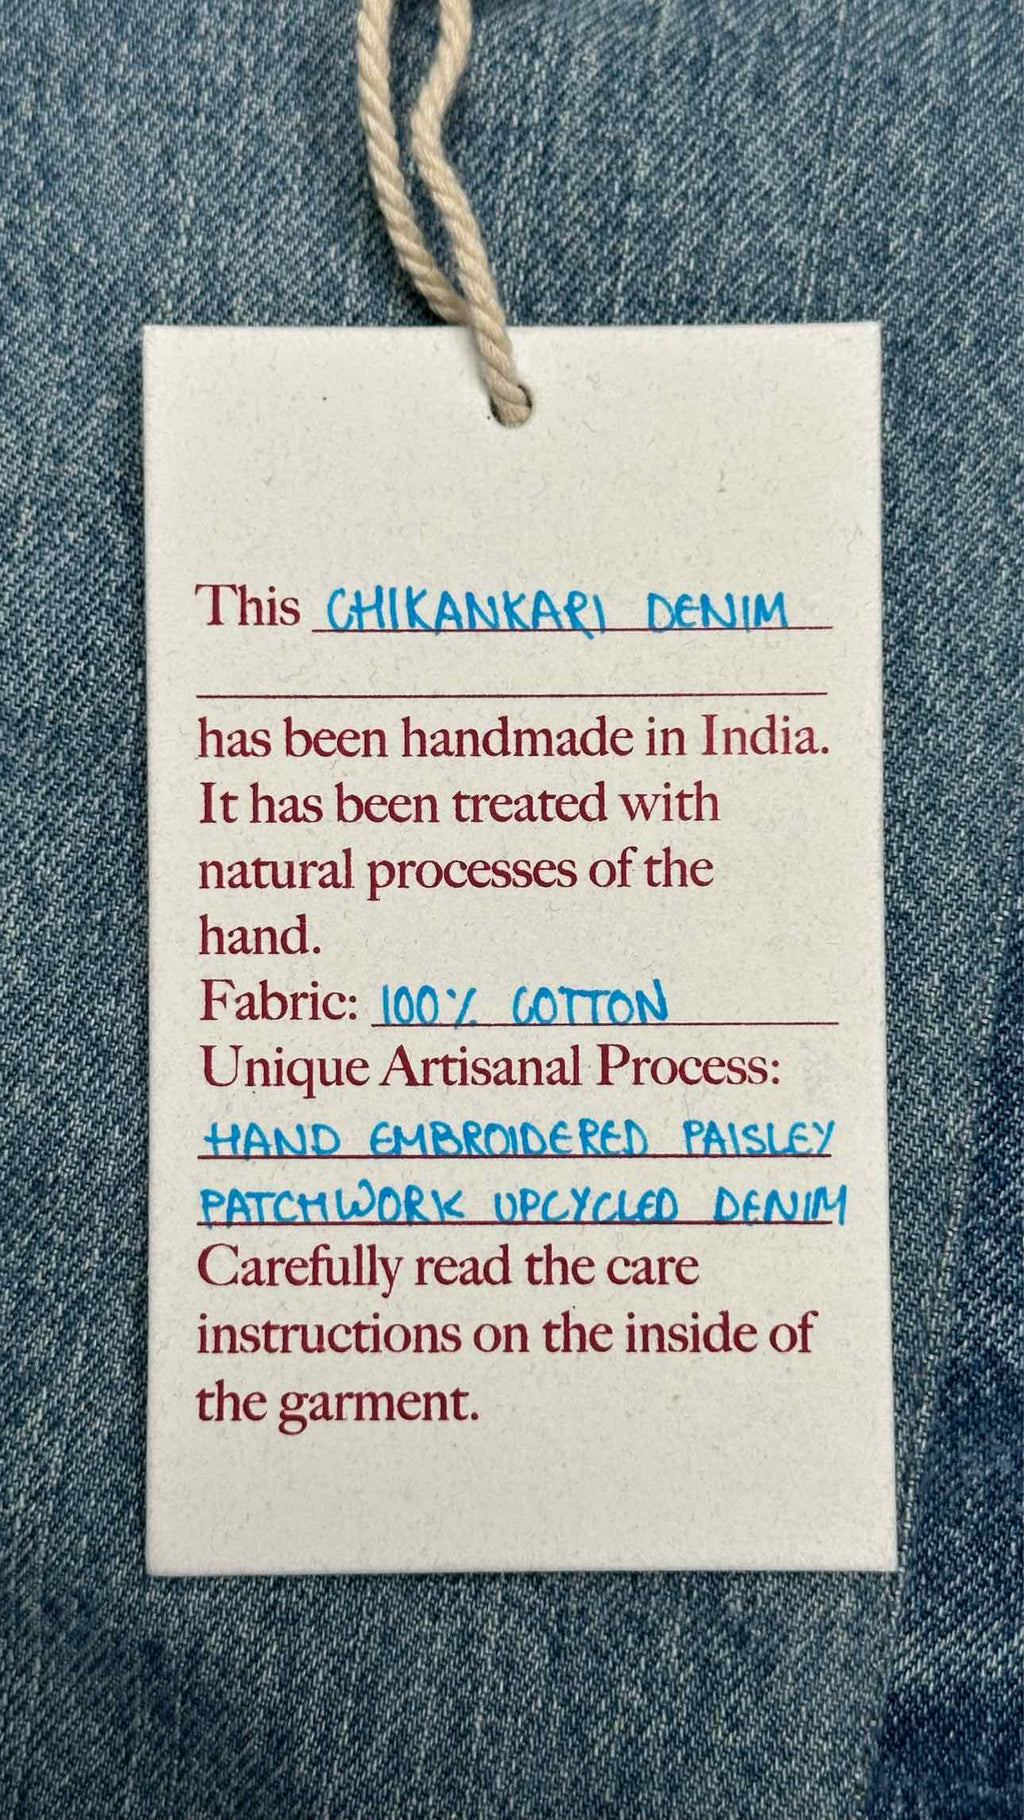 This CHIKANKARI DENIM
has been handmade in India.
It has been treated with
natural processes of the
hand.
Fabric: 100% COTTON
Unique Artisanal Process:
HAND EMBROIDERED PAISLEY
PATCHWORK UPCYCLED DENIM
Carefully read the care
instructions on the inside of
the garment.